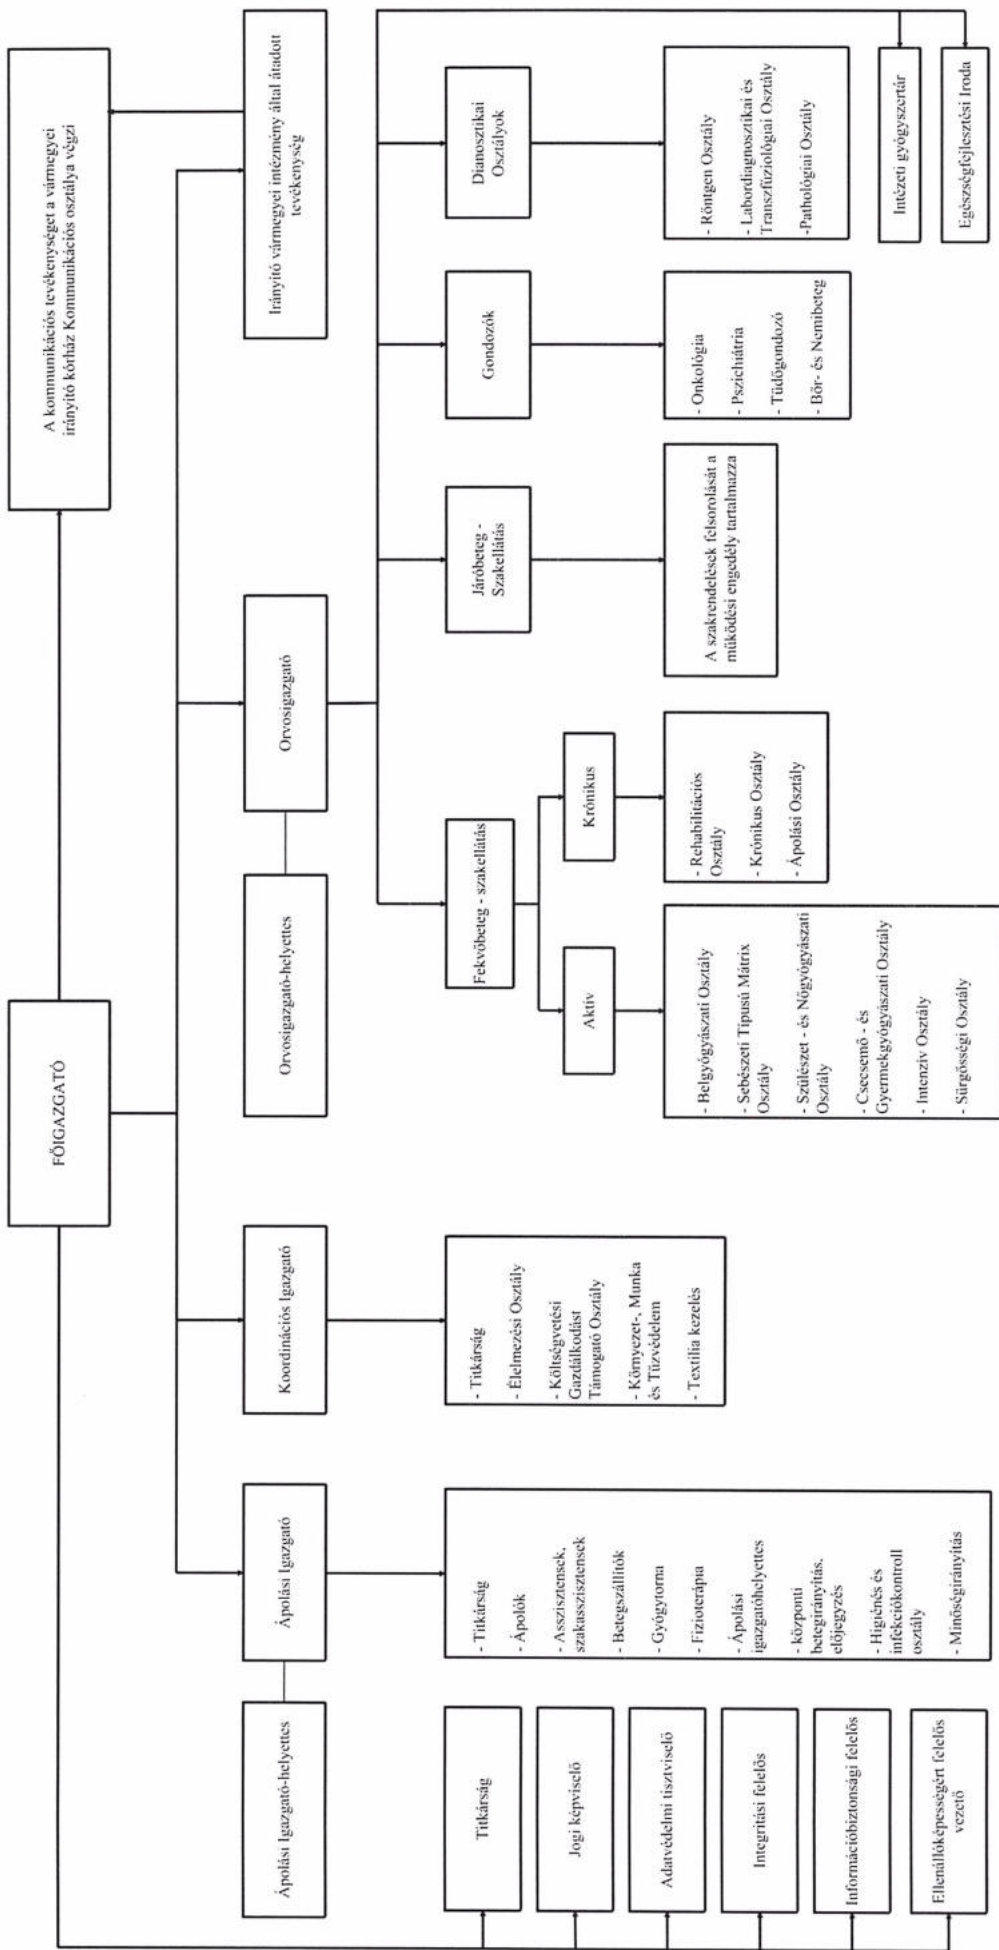 FŐIGAZGATÓ
A kommunikációs tevékenységet a vármegyei
irányító kórház Kommunikációs osztálya végzi
Ápolási Igazgató-helyettes
Ápolási Igazgató
Koordinációs Igazgató
Orvosigazgató-helyettes
Orvosigazgató
Irányító vármegyei intézmény által átadott
tevékenység
Titkárság
Jogi képviselő
Adatvédelmi tisztviselő
Integritási felelős
Információbiztonsági felelős
Ellenállóképességért felelős
vezető
- Titkárság
- Ápolók
- Asszisztensek,
szakasszisztensek
- Betegszállítók
- Gyógytorna
- Fizioterápia
- Ápolási
igazgatóhelyettes
- központi
betegirányítás,
előjegyzés
- Higiénés és
infekciókontroll
osztály
- Minőségirányítás
- Titkárság
- Élelmezési Osztály
- Költségvetési
Gazdálkodást
Támogató Osztály
- Környezet-, Munka
és Tűzvédelem
- Textilia kezelés
Fekvőbeteg - szakellátás
Aktív
Krónikus
- Belgyógyászati Osztály
- Sebészeti Típusú Mátrix
Osztály
- Szülészet - és Nőgyógyászati
Osztály
- Csecsemő - és
Gyermekgyógyászati Osztály
- Intenzív Osztály
- Sürgősségi Osztály
- Rehabilitációs
Osztály
- Krónikus Osztály
- Ápolási Osztály
Járóbeteg -
Szakellátás
A szakrendelések felsorolását a
működési engedély tartalmazza
Gondozók
- Onkológia
- Pszichiátria
- Tüdőgondozó
- Bőr- és Nemibeteg
Dianosztikai
Osztályok
- Röntgen Osztály
- Labordiagnosztikai és
Transzfúziológiai Osztály
-Pathológiai Osztály
Intézeti gyógyszertár
Egészségfejlesztési Iroda